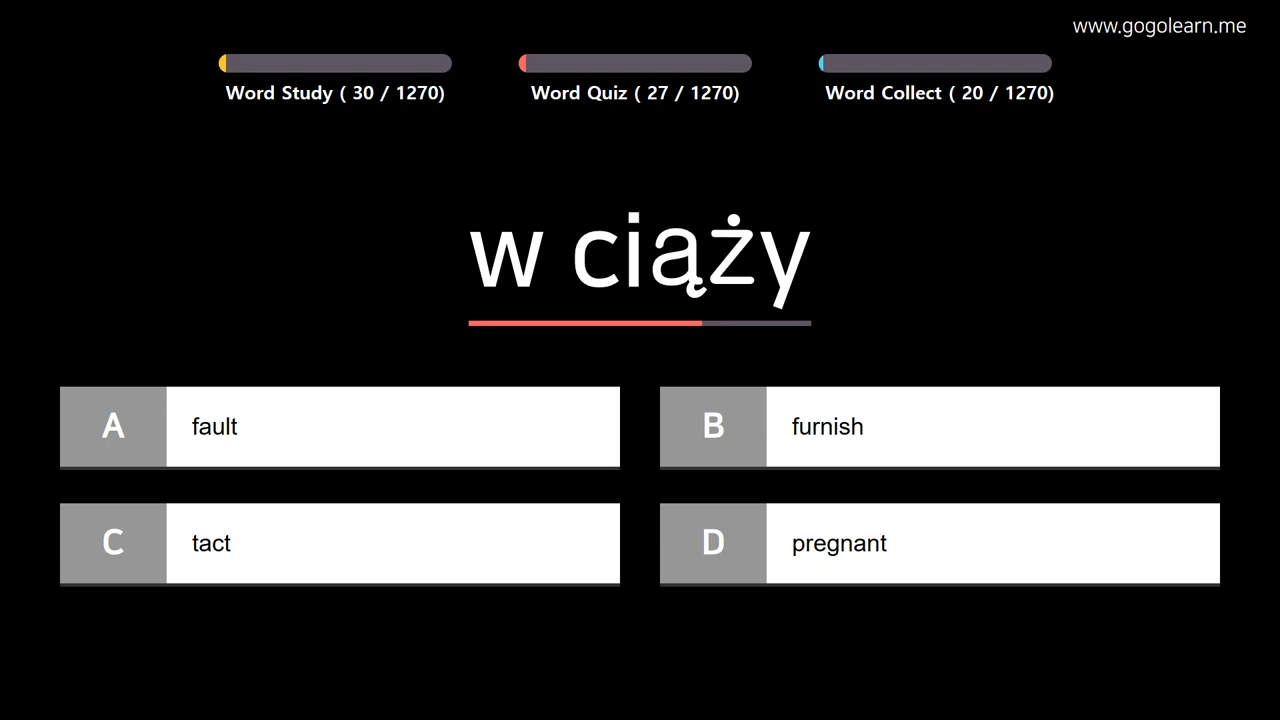 www.gogolearn.me
Word Study ( 30 / 1270)
Word Quiz ( 27 / 1270)
Word Collect ( 20 / 1270)
w ciąży
A fault
B furnish
C tact
D pregnant